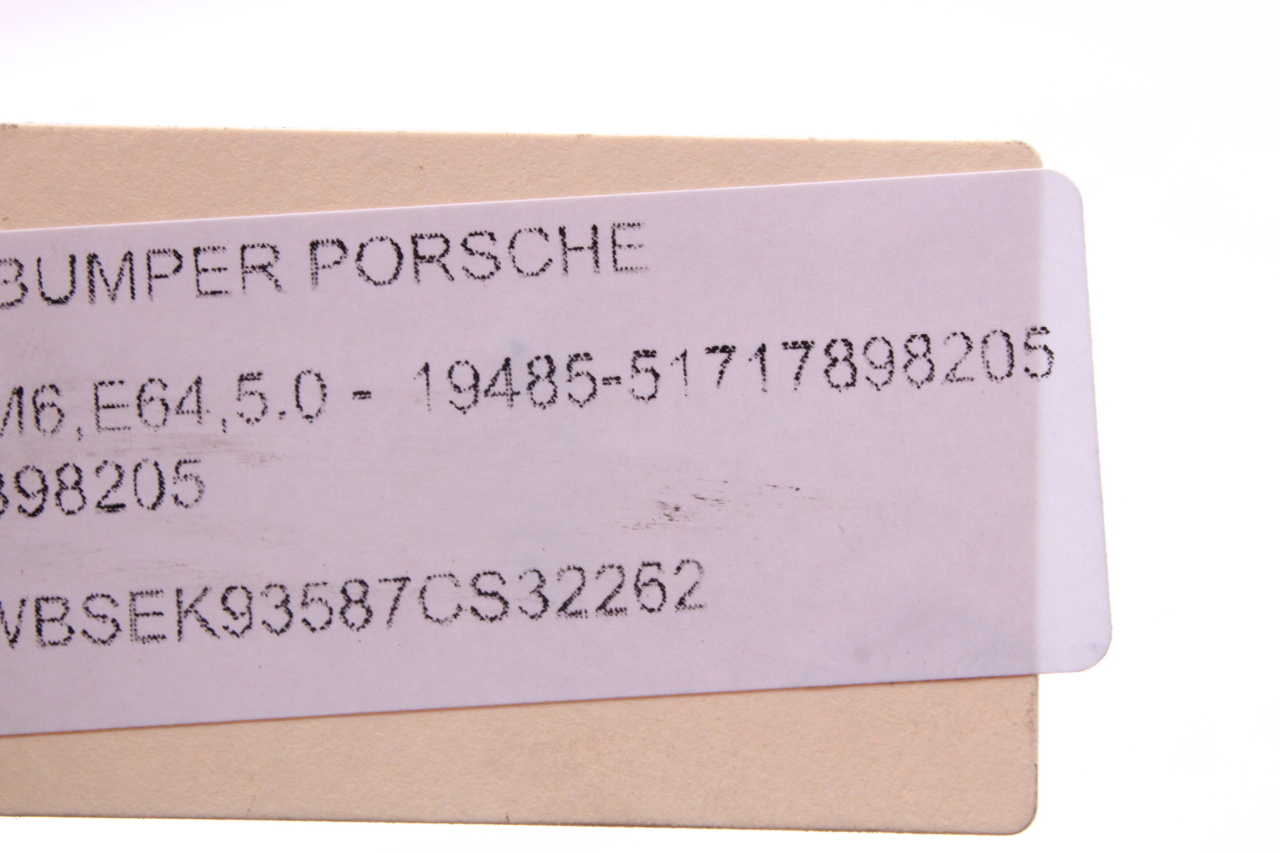 BUMPER PORSCHE
M6,E64,5.0 - 19485-51717898205
898205
WBSEK93587CS32262